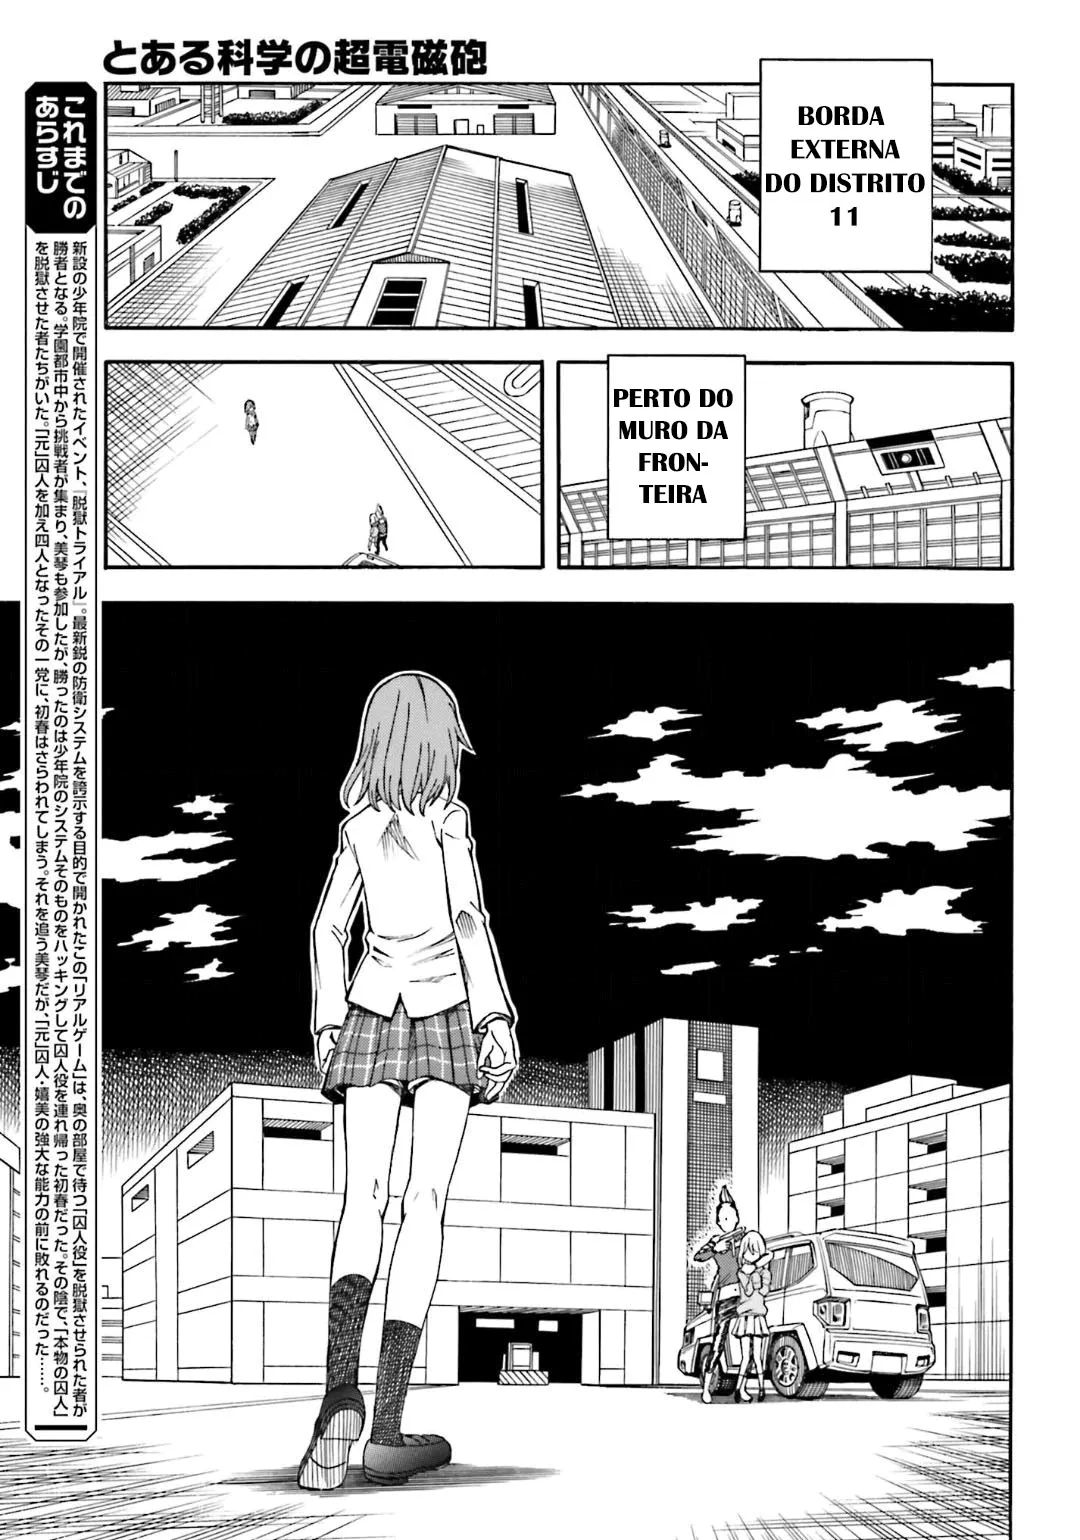 とある科学の超電磁砲
BORDA
EXTERNA
DO DISTRITO
11
PERTO DO
MURO DA
FRON-
TEIRA
これまでの
あらすじ
新設の少年院で開催されたイベント、『脱獄トライアル』。最新鋭の防衛システムを誇示する目的で開かれたこの「リアルゲーム」は、奥の部屋で待つ「囚人役」を脱獄させられた者が
勝者となる。学園都市中から挑戦者が集まり、美琴も参加したが、勝ったのは少年院のシステムそのものをハッキングして囚人役を連れ帰った初春だった。その陰で、「本物の囚人」
を脱獄させた者たちがいた。「元」囚人を加え四人となったその一党に、初春はさらわれてしまう。それを追う美琴だが、「元」囚人・嬉美の強大な能力の前に敗れるのだった……。